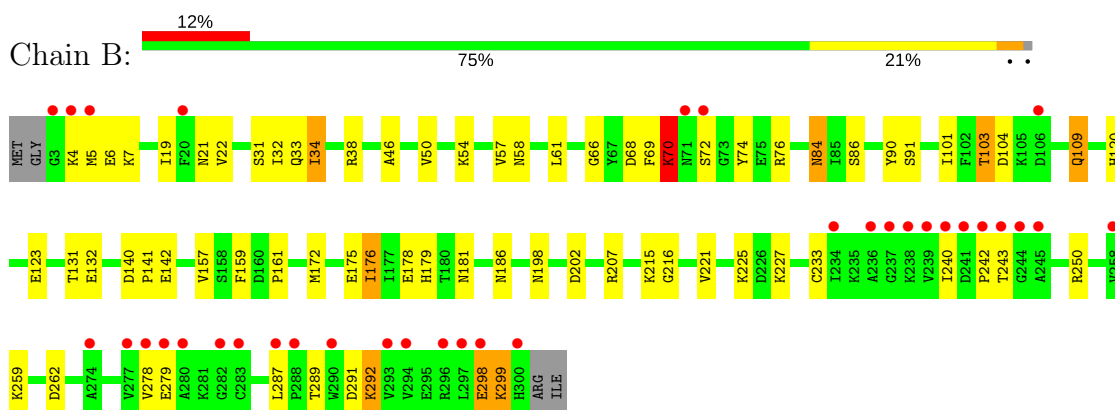 12%
Chain B:
75% 21% • •
MET GLY G3 K4 M5 E6 K7 I19 F20 N21 V22 S31 I32 Q33 I34 R38 A46 V50 K54 V57 N58 L61 G66 Y67 D68 F69 K70 N71 S72 G73 Y74 E75 R76 N84 I85 S86 Y90 S91 I101 F102 T103 D104 K105 D106 Q109 H120
E123 T131 E132 D140 P141 E142 V157 S158 F159 D160 P161 M172 E175 I176 I177 E178 H179 T180 N181 N186 N198 D202 R207 K215 G216 V221 K225 D226 K227 C233 I234 K235 A236 G237 K238 V239 I240 D241 P242 T243 G244 A245 R250
K259 D262 A274 V277 V278 E279 A280 K281 G282 C283 L287 P288 T289 W290 D291 K292 V293 V294 E295 R296 L297 E298 K299 H300 ARG ILE